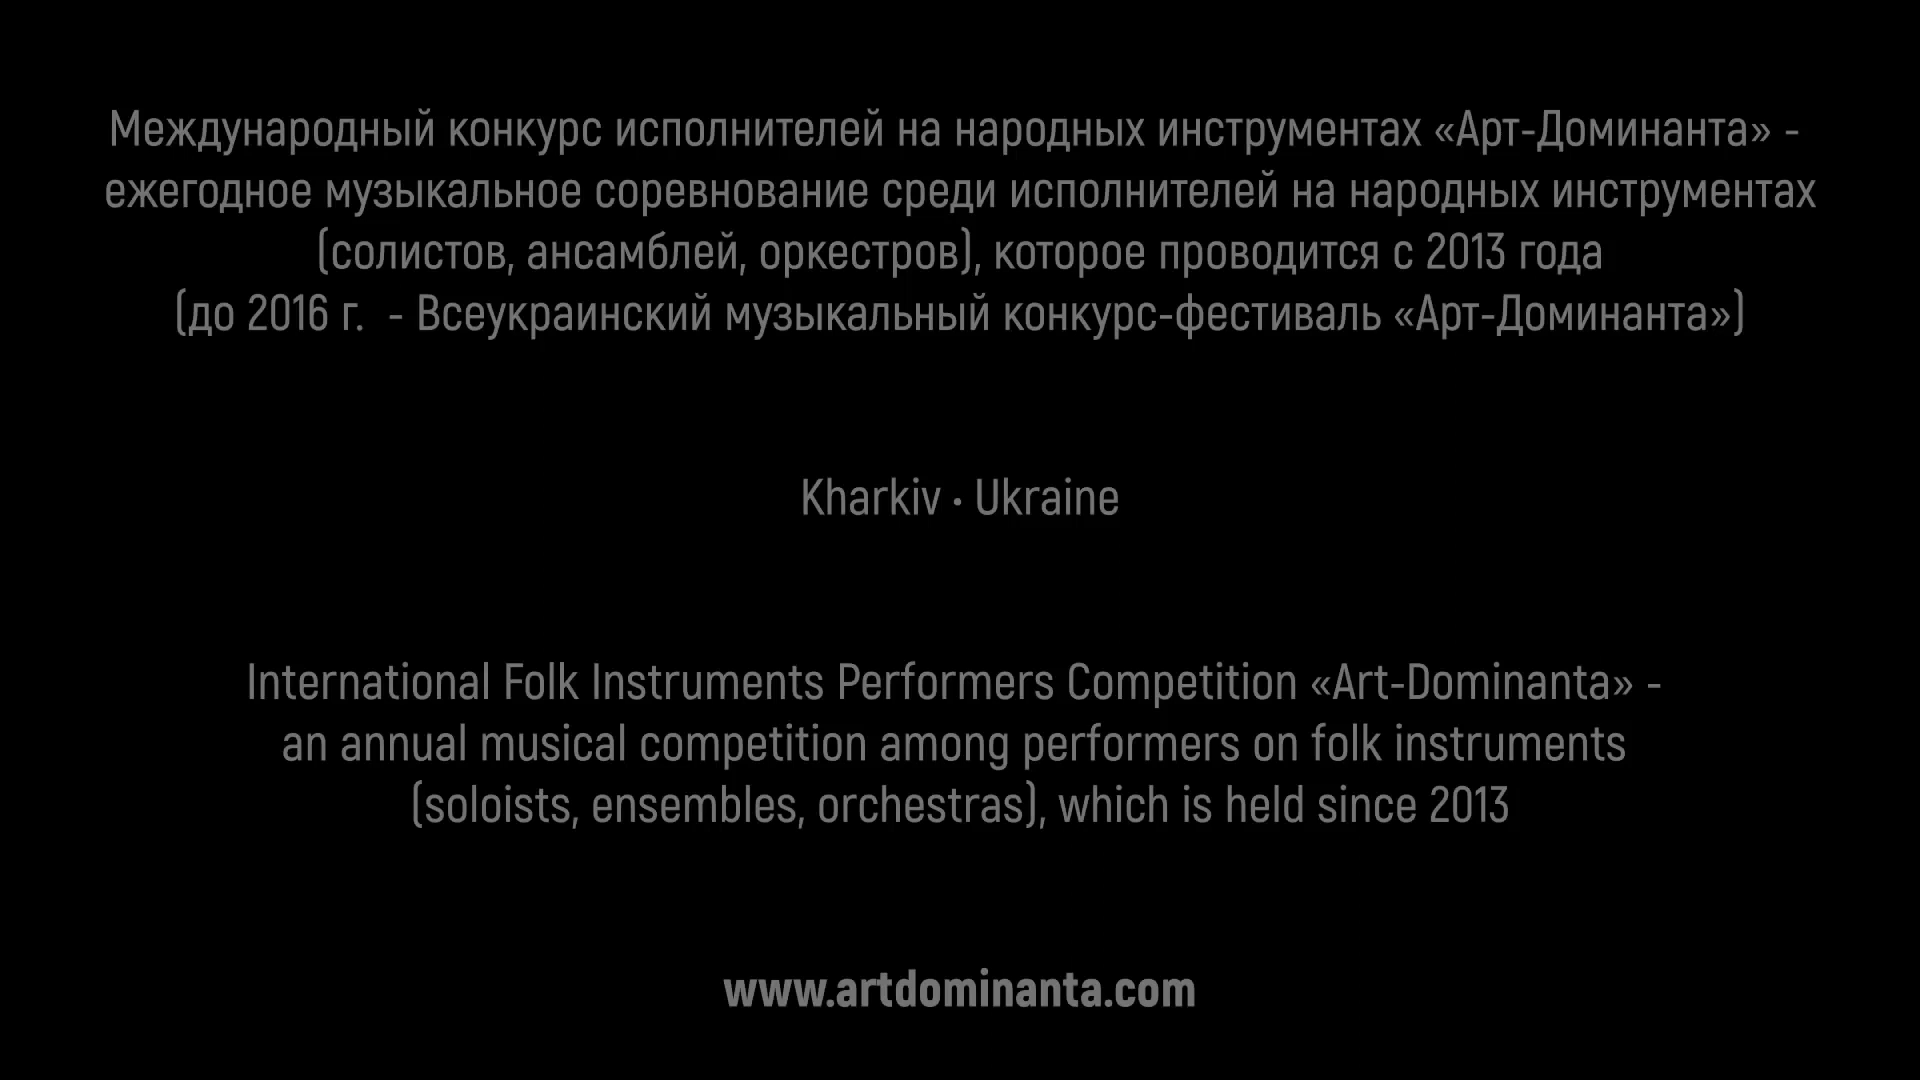 Международный конкурс исполнителей на народных инструментах «Арт-Доминанта» -
ежегодное музыкальное соревнование среди исполнителей на народных инструментах
(солистов, ансамблей, оркестров), которое проводится с 2013 года
(до 2016 г.  - Всеукраинский музыкальный конкурс-фестиваль «Арт-Доминанта»)
Kharkiv • Ukraine
International Folk Instruments Performers Competition «Art-Dominanta» -
an annual musical competition among performers on folk instruments
(soloists, ensembles, orchestras), which is held since 2013
www.artdominanta.com